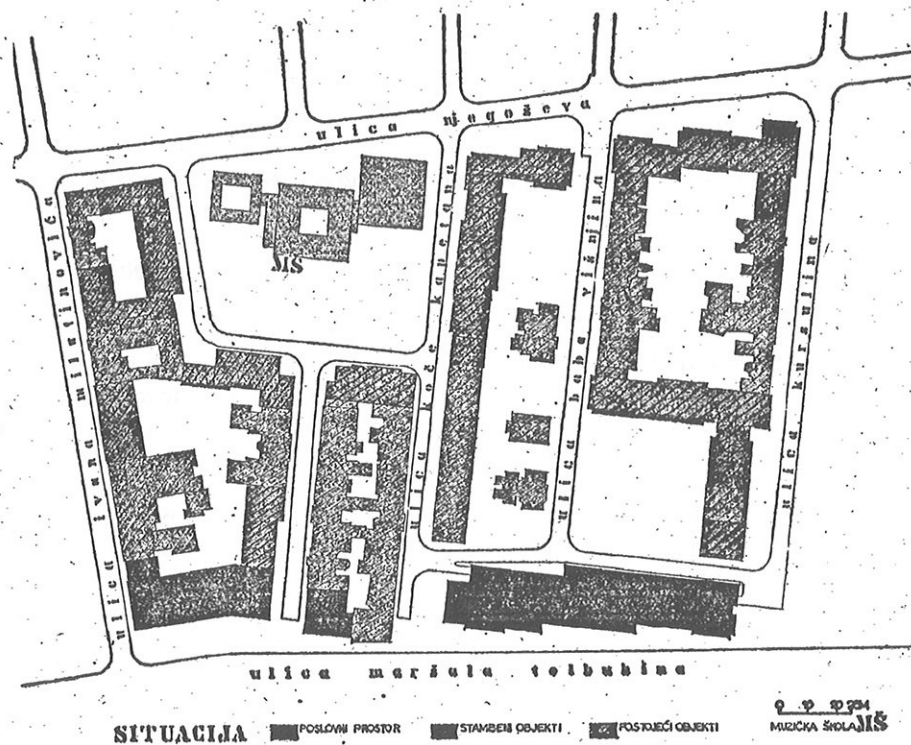 ulica njegoševa
ulica ivana milutinovića
MŠ
ulica koče kapetana
ulica baba višnjina
ulica kursulina
ulica maršala tolbuhina
SITUACIJA
POSLOVNI PROSTOR
STAMBENI OBJEKTI
POSTOJEĆI OBJEKTI
MUZIČKA ŠKOLA MŠ